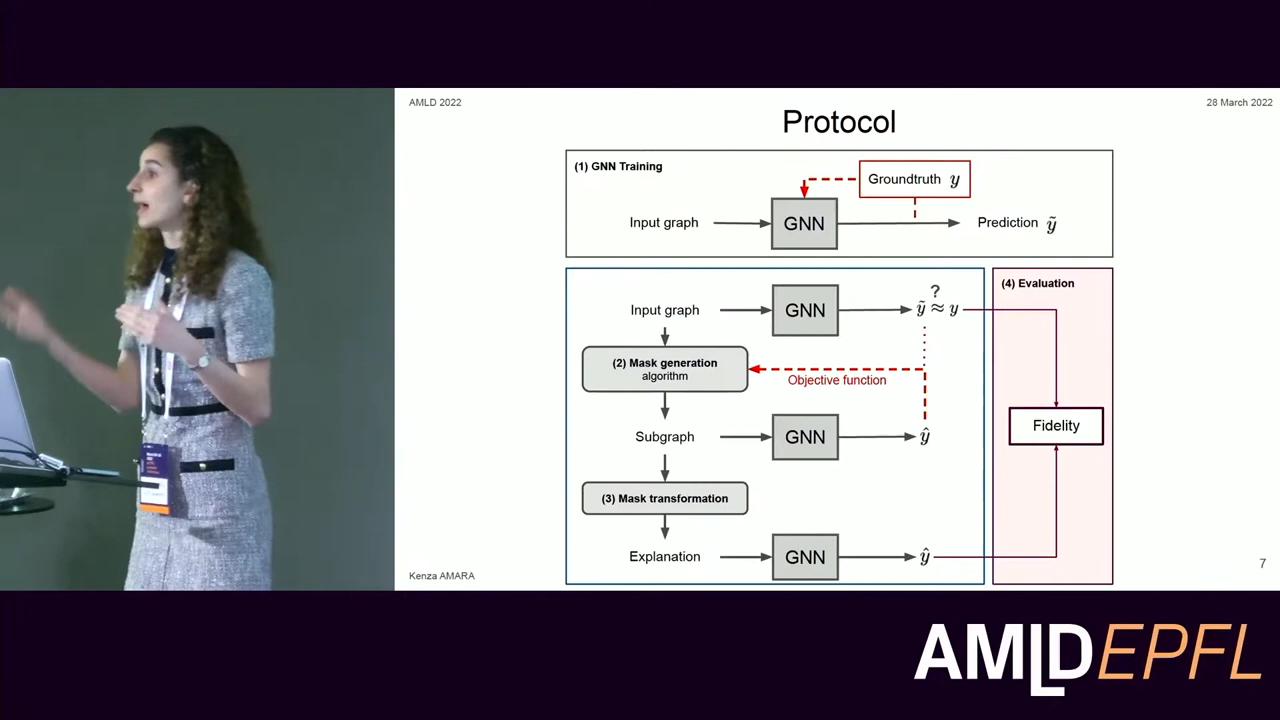 AMLD 2022
28 March 2022
Protocol
(1) GNN Training
Groundtruth y
Input graph
GNN
Prediction ỹ
(4) Evaluation
?
Input graph
GNN
ỹ ≈ y
(2) Mask generation
algorithm
Objective function
Fidelity
Subgraph
GNN
ŷ
(3) Mask transformation
Explanation
GNN
ŷ
Kenza AMARA
7
AMLDEPFL